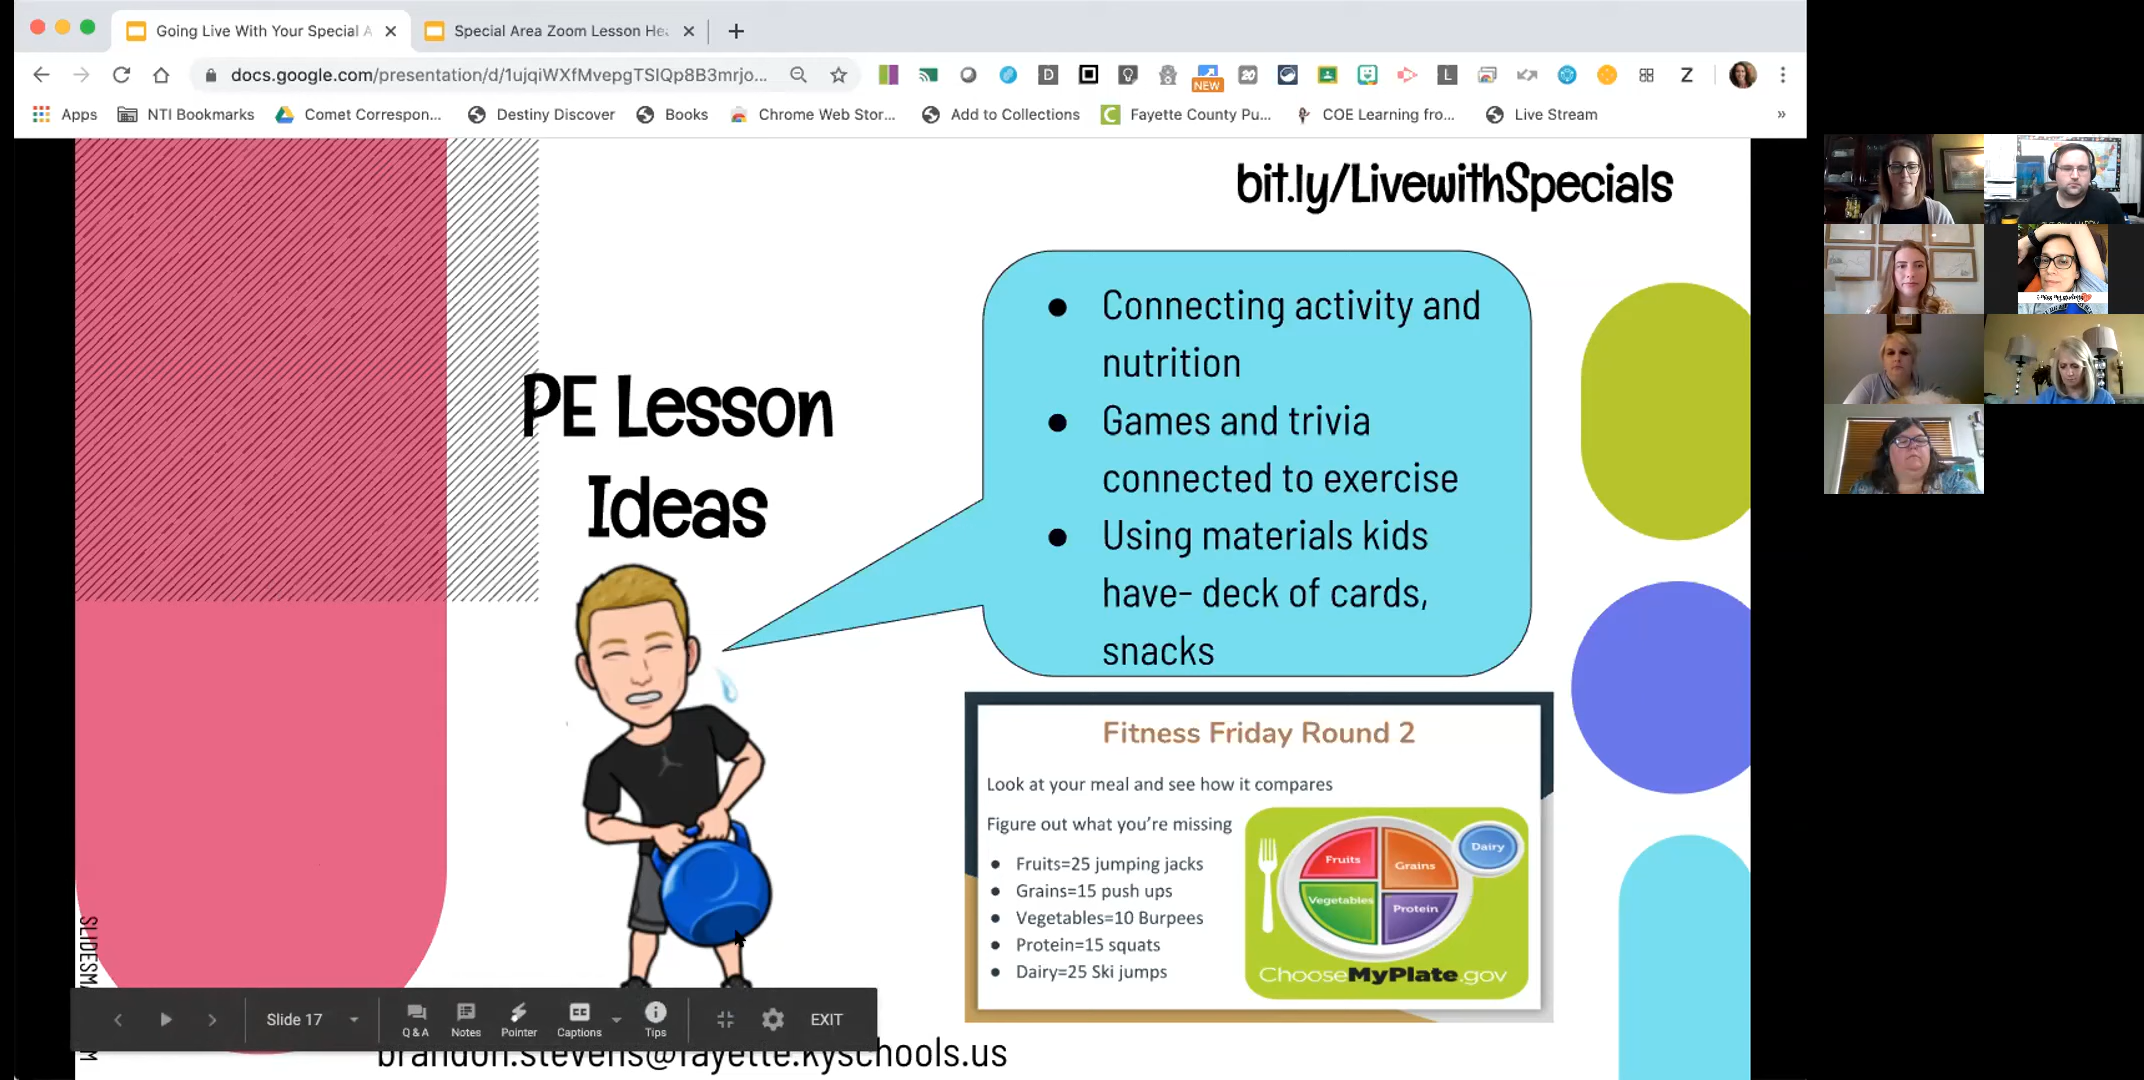 Going Live With Your Special A
Special Area Zoom Lesson He
docs.google.com/presentation/d/1ujqiWXfMvepgTSIQp8B3mrjo...
D
NEW
20
L
Z
Apps
NTI Bookmarks
Comet Correspon...
Destiny Discover
Books
Chrome Web Stor...
Add to Collections
Fayette County Pu...
COE Learning fro...
Live Stream
»
bit.ly/LivewithSpecials
PE Lesson
Ideas
● Connecting activity and
nutrition
● Games and trivia
connected to exercise
● Using materials kids
have- deck of cards,
snacks
Fitness Friday Round 2
Look at your meal and see how it compares
Figure out what you're missing
● Fruits=25 jumping jacks
● Grains=15 push ups
● Vegetables=10 Burpees
● Protein=15 squats
● Dairy=25 Ski jumps
Fruits
Grains
Dairy
Vegetables
Protein
ChooseMyPlate.gov
Slide 17
Q & A
Notes
Pointer
CC
Captions
Tips
EXIT
brandon.stevens@fayette.kyschools.us